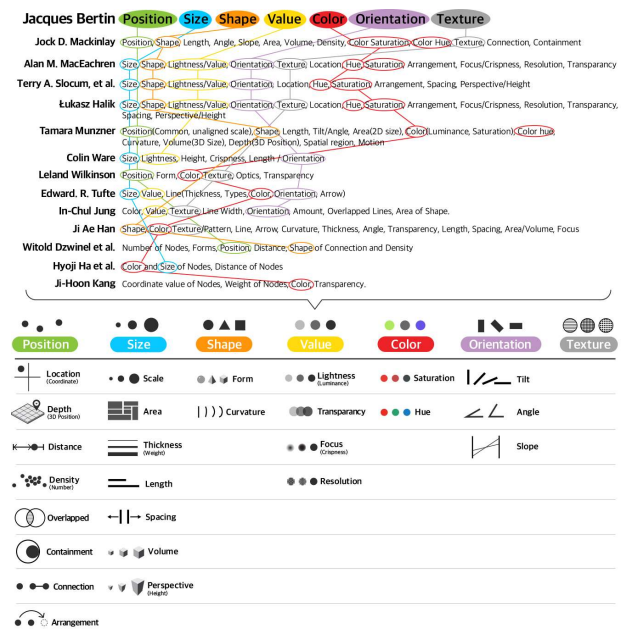 Jacques Bertin Position Size Shape Value Color Orientation Texture
Jock D. Mackinlay Position, Shape, Length, Angle, Slope, Area, Volume, Density, Color Saturation, Color Hue, Texture, Connection, Containment
Alan M. MacEachren Size, Shape, Lightness/Value, Orientation, Texture, Location, Hue, Saturation, Arrangement, Focus/Crispness, Resolution, Transparency
Terry A. Slocum, et al. Size, Shape, Lightness/Value, Orientation, Location, Hue, Saturation, Arrangement, Spacing, Perspective/Height
Łukasz Halik Size, Shape, Lightness/Value, Orientation, Texture, Location, Hue, Saturation, Arrangement, Focus/Crispness, Resolution, Transparency,
Spacing, Perspective/Height
Tamara Munzner Position(Common, unaligned scale), Shape, Length, Tilt/Angle, Area(2D size), Color(Luminance, Saturation), Color hue,
Curvature, Volume(3D Size), Depth(3D Position), Spatial region, Motion
Colin Ware Size, Lightness, Height, Crispness, Length / Orientation
Leland Wilkinson Position, Form, Color, Texture, Optics, Transparency
Edward. R. Tufte Size, Value, Line(Thickness, Types, Color, Orientation, Arrow)
In-Chul Jung Color, Value, Texture, Line Width, Orientation, Amount, Overlapped Lines, Area of Shape.
Ji Ae Han Shape, Color, Texture/Pattern, Line, Arrow, Curvature, Thickness, Angle, Transparency, Length, Spacing, Area/Volume, Focus
Witold Dzwinel et al. Number of Nodes, Forms, Position, Distance, Shape of Connection and Density
Hyoji Ha et al. Color and Size of Nodes, Distance of Nodes
Ji-Hoon Kang Coordinate value of Nodes, Weight of Nodes, Color, Transparency.
Position Size Shape Value Color Orientation Texture
Location Scale Form Lightness Saturation Tilt
(Coordinate) (Luminance)
Depth Area Curvature Transparancy Hue Angle
(3D Position)
Distance Thickness Focus Slope
(Weight) (Crispness)
Density Length Resolution
(Number)
Overlapped Spacing
Containment Volume
Connection Perspective
(Height)
Arrangement